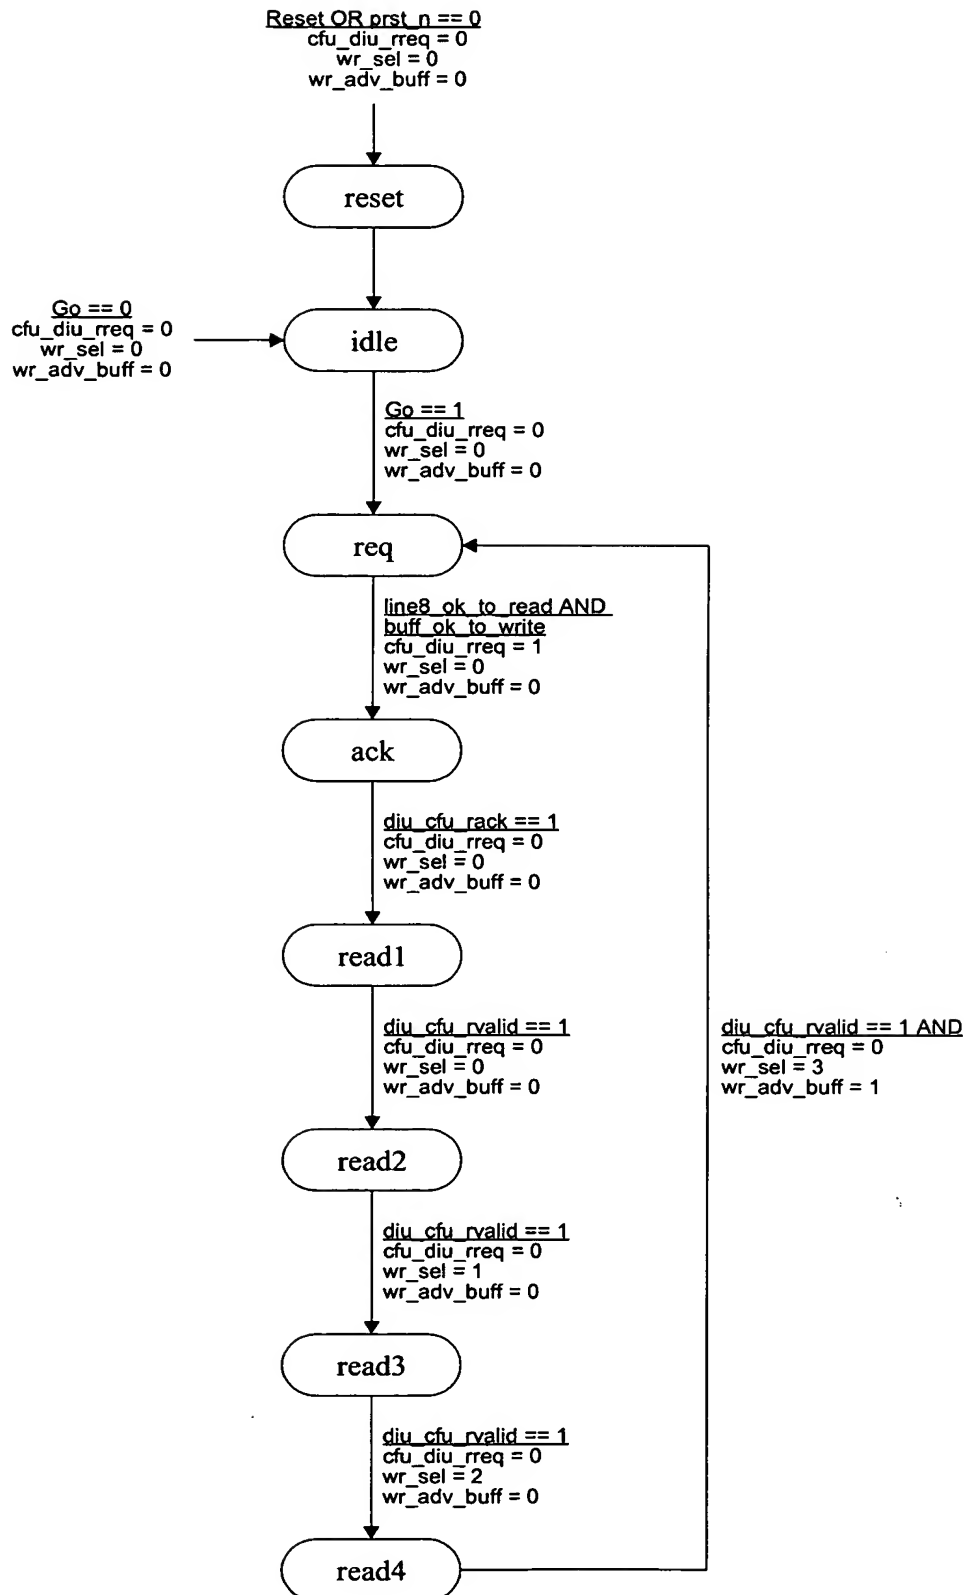 Reset OR prst_n == 0
cfu_diu_rreq = 0
wr_sel = 0
wr_adv_buff = 0
reset
Go == 0
cfu_diu_rreq = 0
wr_sel = 0
wr_adv_buff = 0
idle
Go == 1
cfu_diu_rreq = 0
wr_sel = 0
wr_adv_buff = 0
req
line8_ok_to_read AND
buff_ok_to_write
cfu_diu_rreq = 1
wr_sel = 0
wr_adv_buff = 0
ack
diu_cfu_rack == 1
cfu_diu_rreq = 0
wr_sel = 0
wr_adv_buff = 0
read1
diu_cfu_rvalid == 1
cfu_diu_rreq = 0
wr_sel = 0
wr_adv_buff = 0
diu_cfu_rvalid == 1 AND
cfu_diu_rreq = 0
wr_sel = 3
wr_adv_buff = 1
read2
diu_cfu_rvalid == 1
cfu_diu_rreq = 0
wr_sel = 1
wr_adv_buff = 0
read3
diu_cfu_rvalid == 1
cfu_diu_rreq = 0
wr_sel = 2
wr_adv_buff = 0
read4